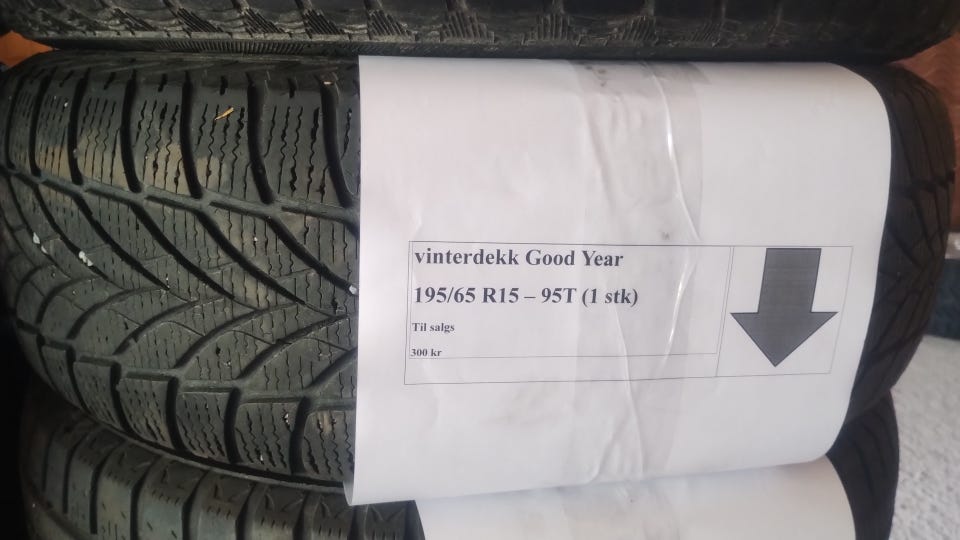 vinterdekk Good Year
195/65 R15 – 95T (1 stk)
Til salgs
300 kr